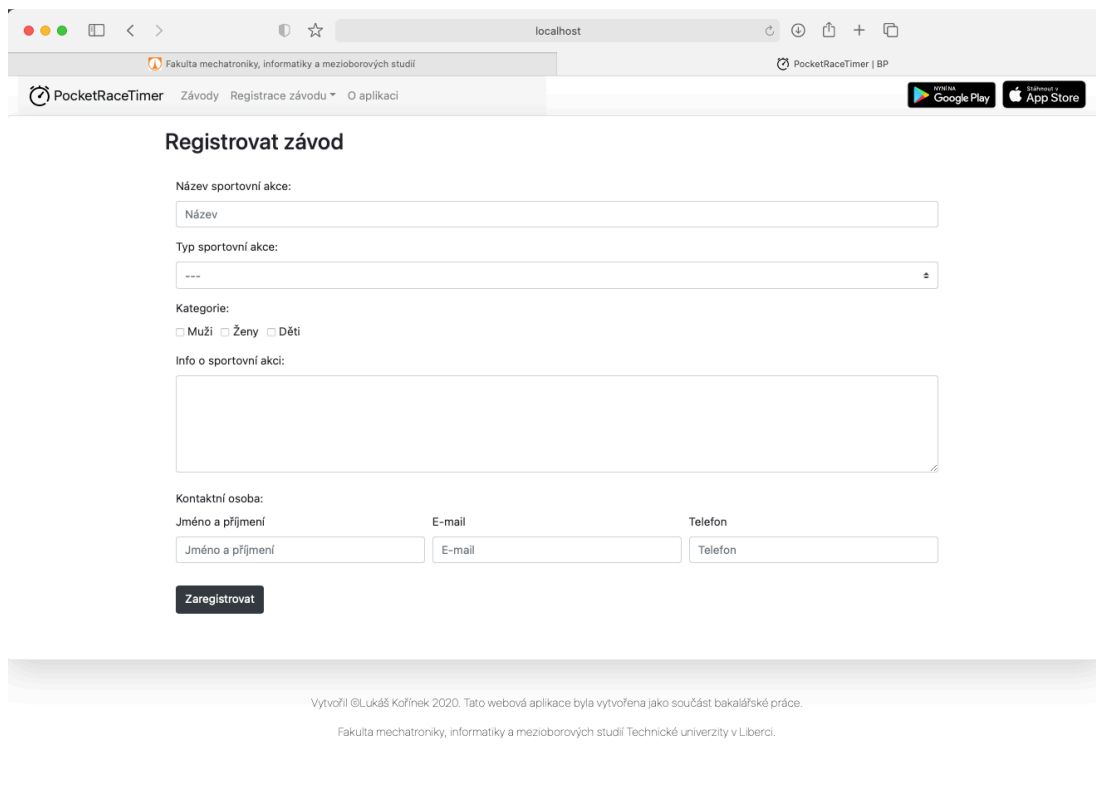 localhost
Fakulta mechatroniky, informatiky a mezioborových studií
PocketRaceTimer | BP
PocketRaceTimer Závody Registrace závodu O aplikaci
NYNÍ NA Google Play
Stáhnout v App Store
Registrovat závod
Název sportovní akce:
Název
Typ sportovní akce:
---
Kategorie:
Muži Ženy Děti
Info o sportovní akci:
Kontaktní osoba:
Jméno a příjmení E-mail Telefon
Jméno a příjmení E-mail Telefon
Zaregistrovat
Vytvořil ©Lukáš Kořínek 2020. Tato webová aplikace byla vytvořena jako součást bakalářské práce.
Fakulta mechatroniky, informatiky a mezioborových studií Technické univerzity v Liberci.